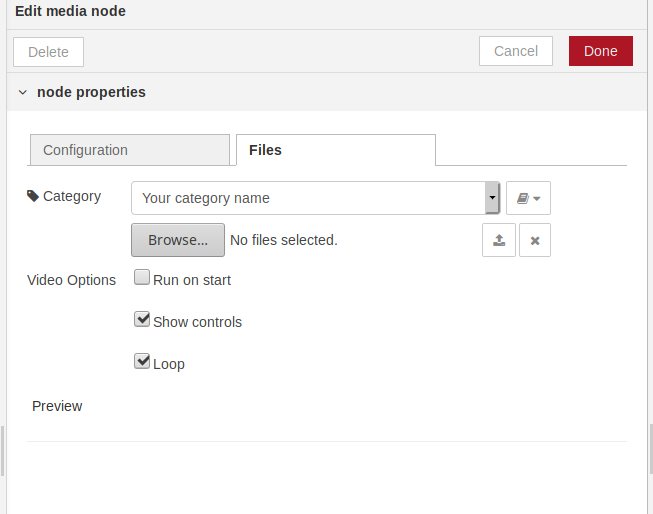 Edit media node
Delete
Cancel
Done
node properties
Configuration
Files
Category
Your category name
Browse...
No files selected.
Video Options
Run on start
Show controls
Loop
Preview